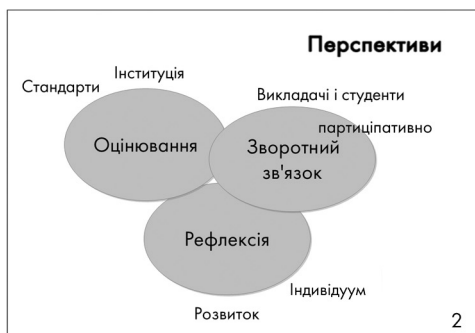 Перспективи
Інституція
Стандарти
Викладачі і студенти
партиціпативно
Оцінювання
Зворотний
зв'язок
Рефлексія
Індивідуум
Розвиток
2